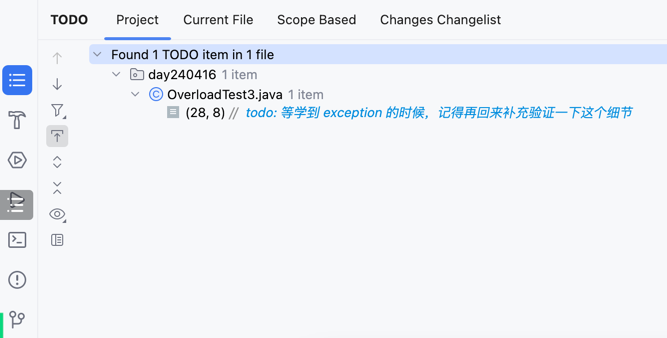 TODO Project Current File Scope Based Changes Changelist
Found 1 TODO item in 1 file
day240416 1 item
OverloadTest3.java 1 item
(28, 8) // todo: 等学到 exception 的时候，记得再回来补充验证一下这个细节